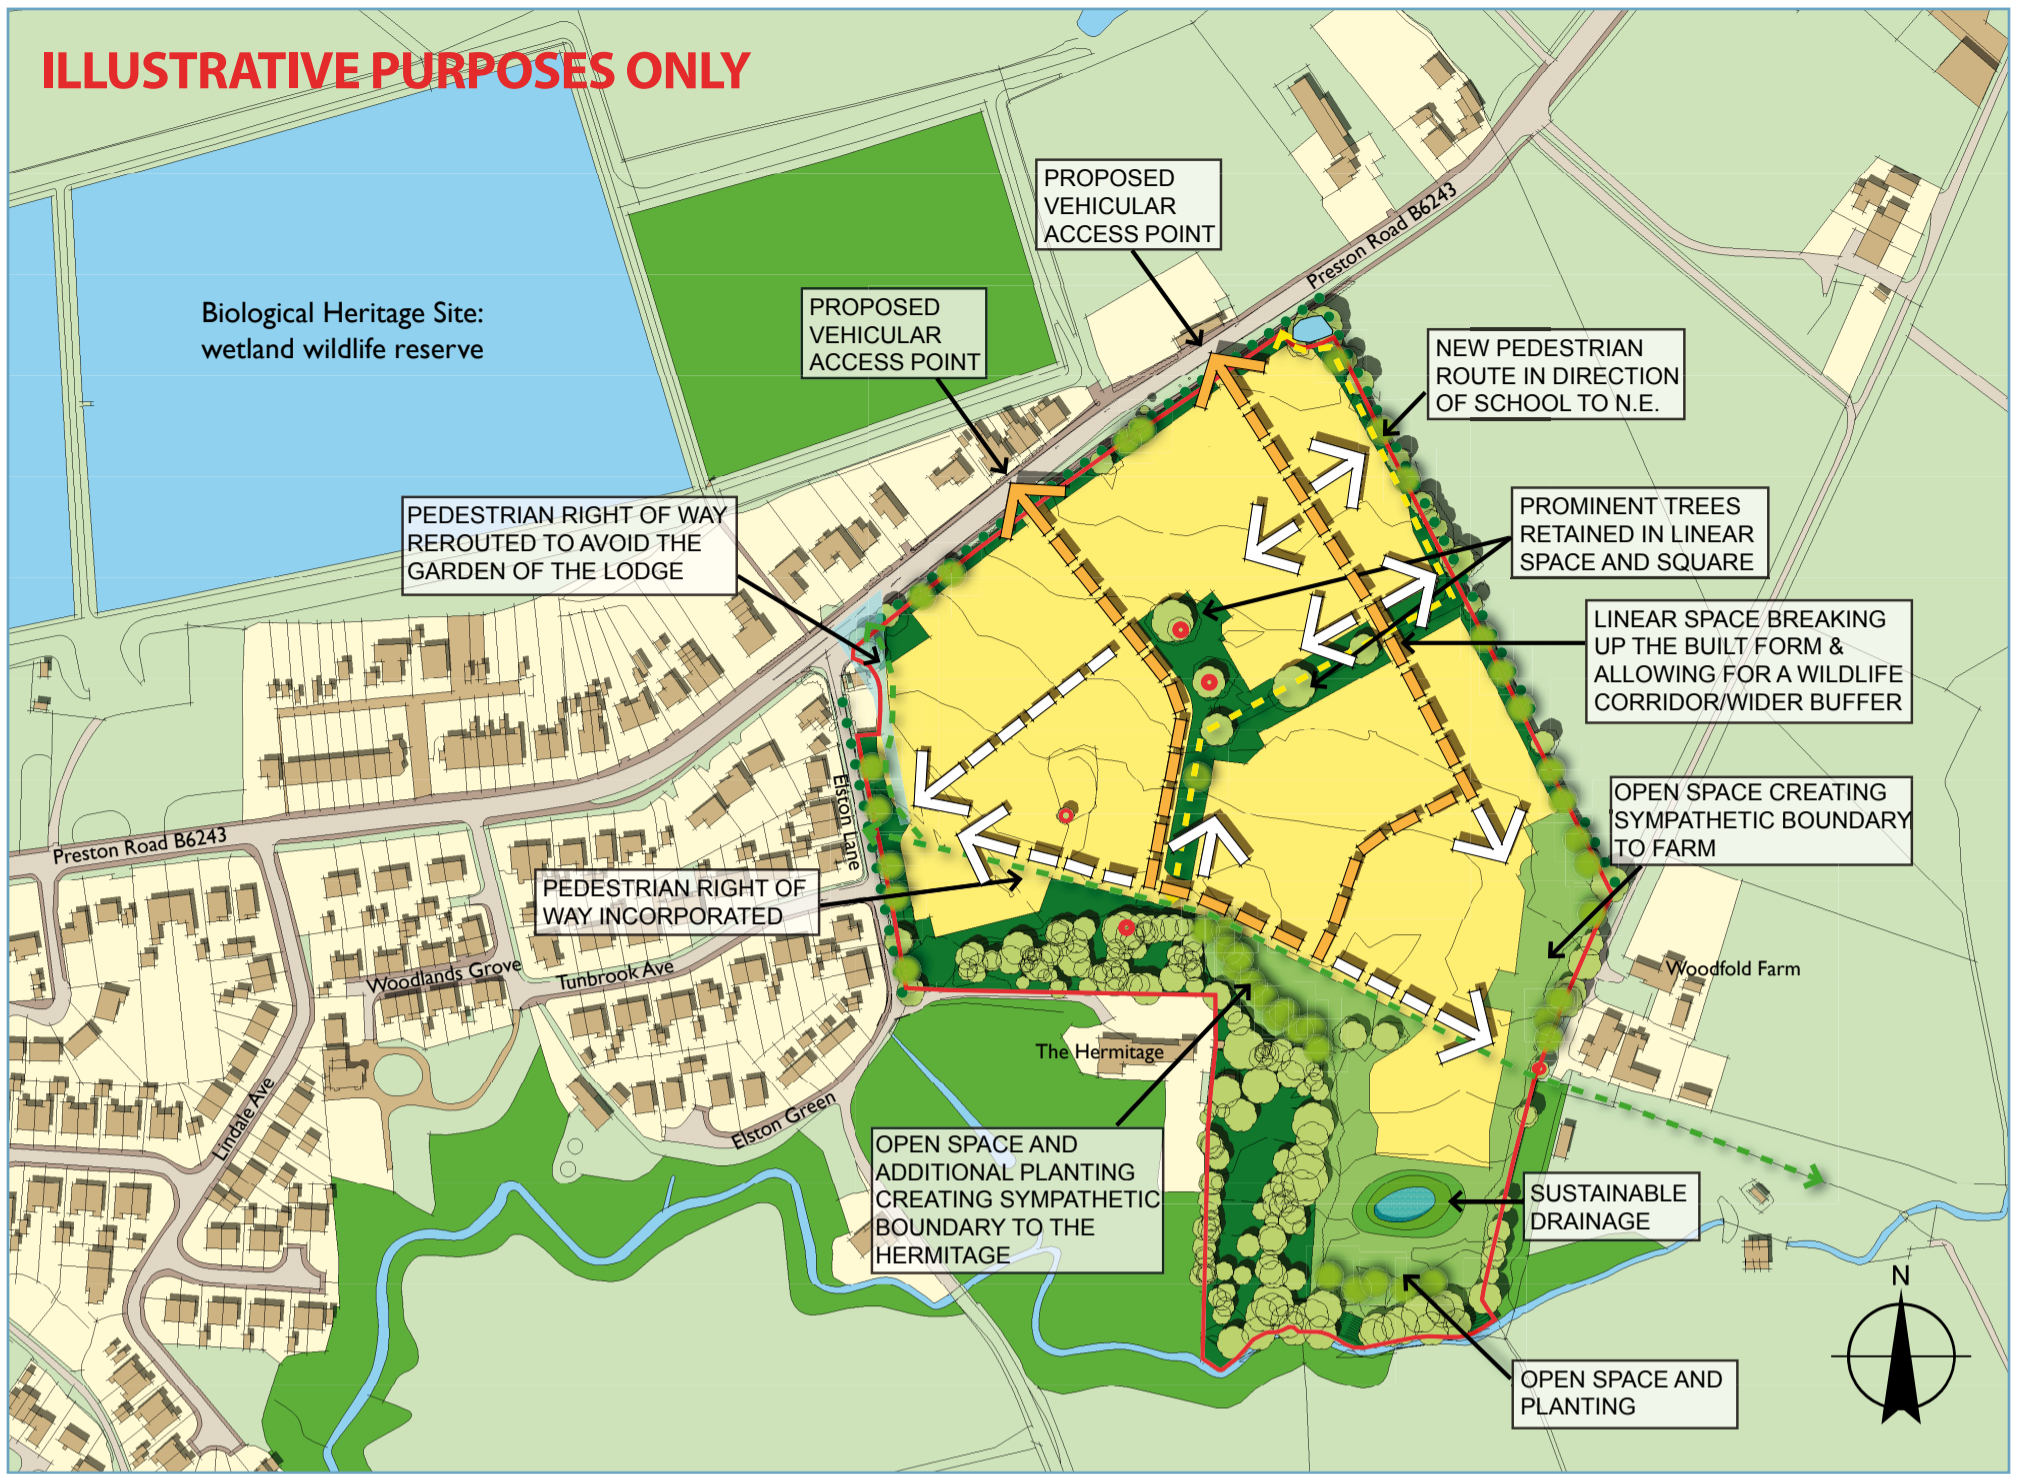 ILLUSTRATIVE PURPOSES ONLY
PROPOSED
VEHICULAR
ACCESS POINT
Preston Road B6243
Biological Heritage Site:
wetland wildlife reserve
PROPOSED
VEHICULAR
ACCESS POINT
NEW PEDESTRIAN
ROUTE IN DIRECTION
OF SCHOOL TO N.E.
PEDESTRIAN RIGHT OF WAY
REROUTED TO AVOID THE
GARDEN OF THE LODGE
PROMINENT TREES
RETAINED IN LINEAR
SPACE AND SQUARE
LINEAR SPACE BREAKING
UP THE BUILT FORM &
ALLOWING FOR A WILDLIFE
CORRIDOR/WIDER BUFFER
Elston Lane
OPEN SPACE CREATING
SYMPATHETIC BOUNDARY
TO FARM
Preston Road B6243
PEDESTRIAN RIGHT OF
WAY INCORPORATED
Woodlands Grove
Tunbrook Ave
Woodfold Farm
The Hermitage
Lindale Ave
Elston Green
OPEN SPACE AND
ADDITIONAL PLANTING
CREATING SYMPATHETIC
BOUNDARY TO THE
HERMITAGE
SUSTAINABLE
DRAINAGE
N
OPEN SPACE AND
PLANTING